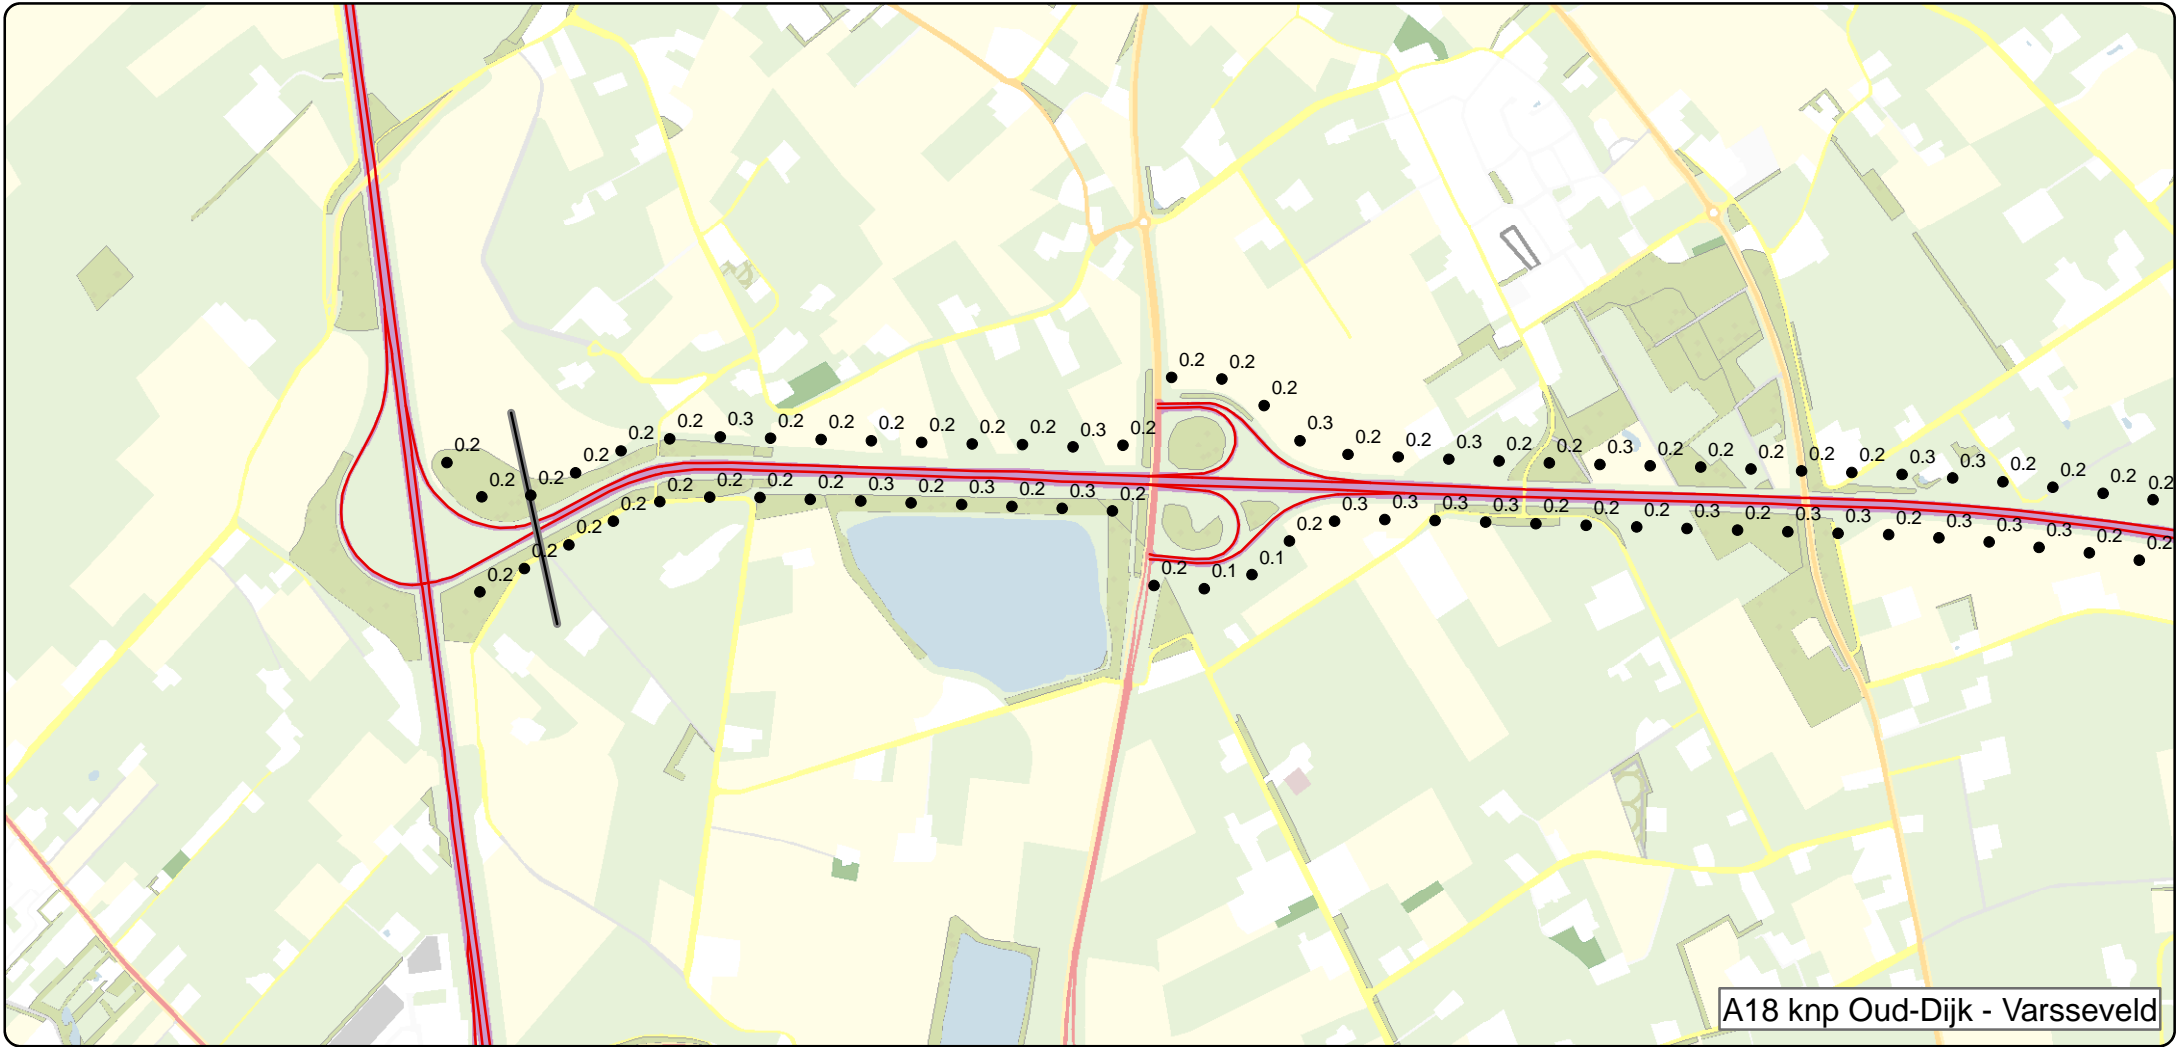 0.2 0.2
0.2
0.3
0.2 0.2 0.3 0.2 0.2 0.3 0.2 0.2 0.2 0.2 0.2 0.3 0.3 0.2 0.2 0.2 0.2
0.2 0.2 0.2 0.2 0.2 0.2 0.3 0.2 0.2 0.2 0.2 0.2 0.2 0.3 0.2
0.2 0.2 0.2 0.2 0.2 0.2 0.2 0.2 0.3 0.2 0.3 0.2 0.3 0.2
0.2 0.1 0.1 0.2 0.3 0.3 0.3 0.3 0.2 0.2 0.2 0.3 0.2 0.3 0.3 0.2 0.3 0.3 0.3 0.2 0.2
A18 knp Oud-Dijk - Varsseveld